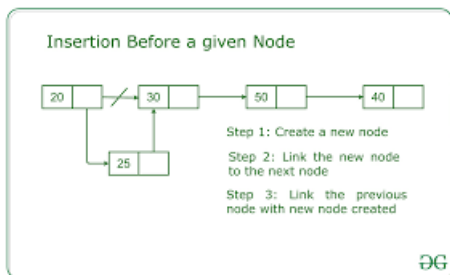 Insertion Before a given Node
20
30
50
40
25
Step 1: Create a new node
Step 2: Link the new node
to the next node
Step 3: Link the previous
node with new node created